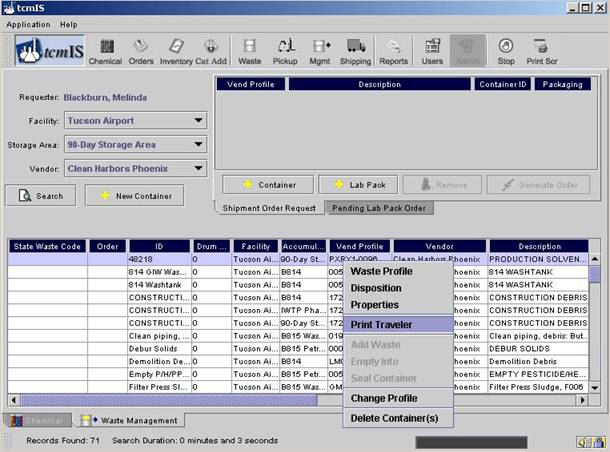 tcmIS
Application Help
tcmIS Chemical Orders Inventory Cat Add Waste Pickup Mgmt Shipping Reports Users Admin Stop Print Scr
Requester: Blackburn, Melinda
Facility: Tucson Airport
Storage Area: 90-Day Storage Area
Vendor: Clean Harbors Phoenix
Search New Container
Vend Profile Description Container ID Packaging
Container Lab Pack Remove Generate Order
Shipment Order Request Pending Lab Pack Order
State Waste Code Order ID Drum ... Facility Accumul... Vend Profile Vendor Description
48218 0 Tucson Ai... 90-Day St... PXRY1-0096 Clean Harbors Phoenix PRODUCTION SOLVEN...
814 GIW Was... 0 Tucson Ai... B814 005 hoenix 814 WASHTANK
814 Washtank 0 Tucson Ai... B814 005 hoenix 814 WASHTANK
CONSTRUCTI... 0 Tucson Ai... B814 172 hoenix CONSTRUCTION DEBRIS
CONSTRUCTI... 0 Tucson Ai... IWTP Pha... 172 hoenix CONSTRUCTION DEBRIS
CONSTRUCTI... 0 Tucson Ai... 90-Day St... 172 hoenix CONSTRUCTION DEBRIS
Clean piping, ... 0 Tucson Ai... B815 Was... 019 hoenix Clean piping, debris: But...
Debur Solids 0 Tucson Ai... B815 Petr... 005 hoenix DEBUR SOLIDS
Demolition De... 0 Tucson Ai... B814 LMC hoenix Demolition Debris
Empty P/H/PP... 0 Tucson Ai... B815 Petr... 005 hoenix EMPTY PESTICIDE/HE...
Filter Press Sl... 0 Tucson Ai... B815 Was... GM hoenix Filter Press Sludge, F006
Waste Profile
Disposition
Properties
Print Traveler
Add Waste
Empty Into
Seal Container
Change Profile
Delete Container(s)
Chemical Waste Management
Records Found: 71 Search Duration: 0 minutes and 3 seconds